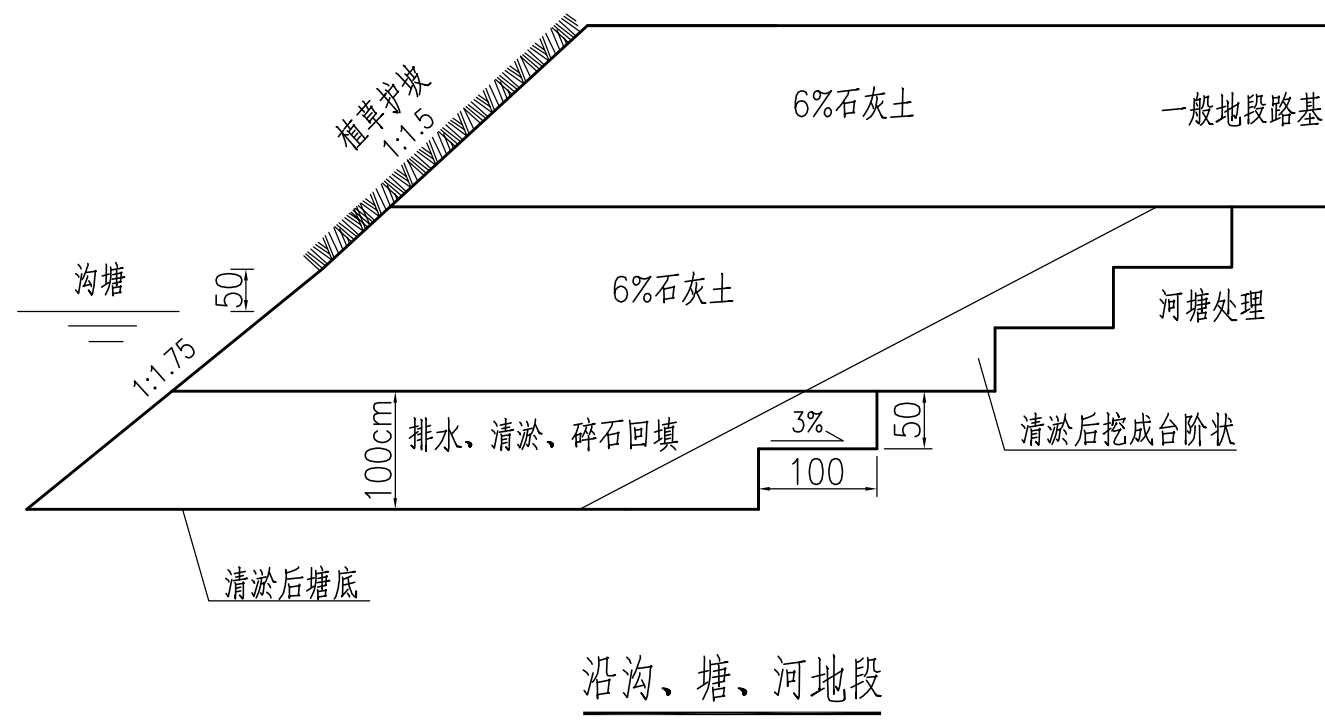 6%石灰土
一般地段路基
植草护坡
1:1.5
沟塘
50
6%石灰土
河塘处理
1:1.75
100cm
排水、清淤、碎石回填
3%
50
清淤后挖成台阶状
100
清淤后塘底
沿沟、塘、河地段